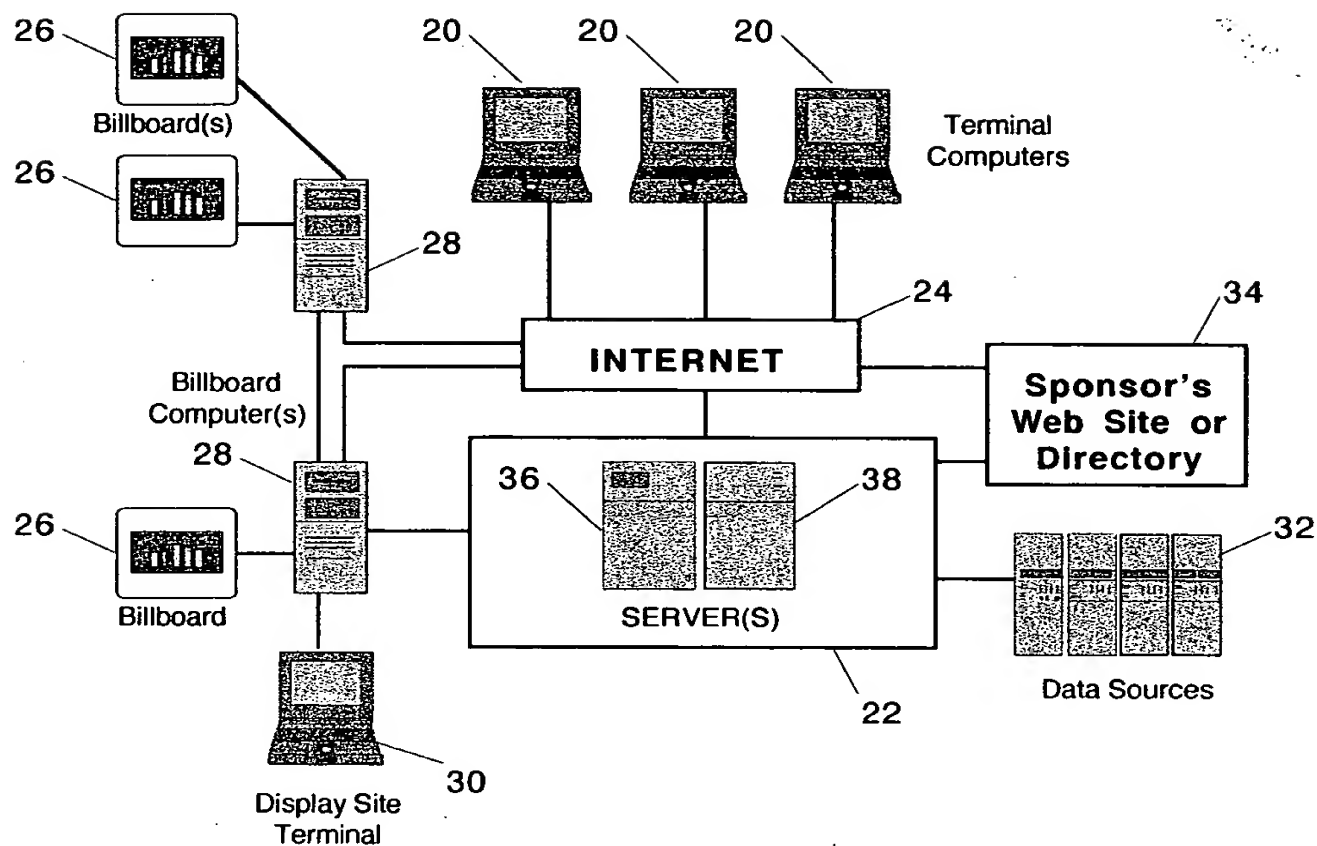 26
20
20
20
Billboard(s)
Terminal
Computers
26
28
24
34
INTERNET
Sponsor's
Web Site or
Directory
Billboard
Computer(s)
28
36
38
26
32
SERVER(S)
Billboard
Data Sources
22
30
Display Site
Terminal